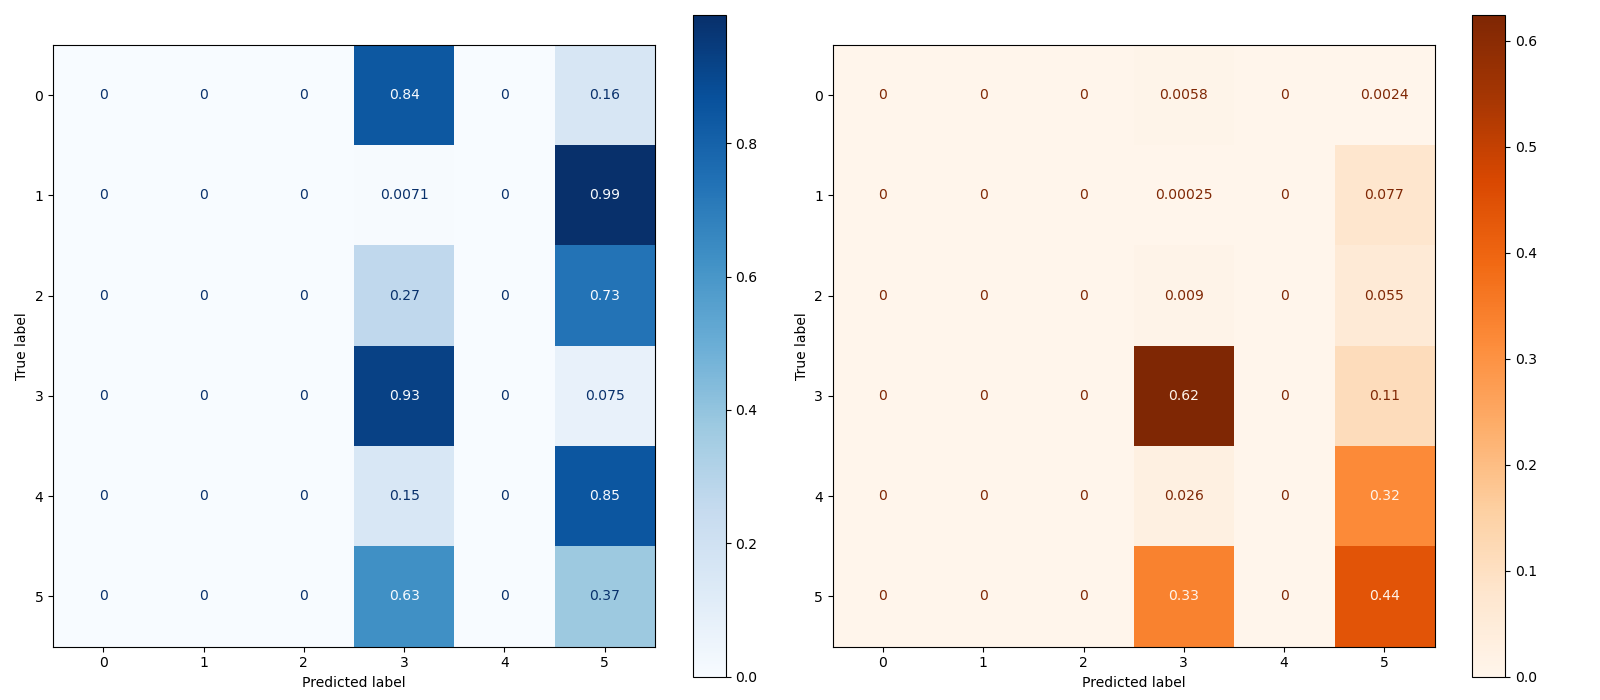 0 0 0 0 0.84 0 0.16
1 0 0 0 0.0071 0 0.99
2 0 0 0 0.27 0 0.73
3 0 0 0 0.93 0 0.075
4 0 0 0 0.15 0 0.85
5 0 0 0 0.63 0 0.37
0 1 2 3 4 5
Predicted label
True label
0.8
0.6
0.4
0.2
0.0
0 0 0 0 0.0058 0 0.0024
1 0 0 0 0.00025 0 0.077
2 0 0 0 0.009 0 0.055
3 0 0 0 0.62 0 0.11
4 0 0 0 0.026 0 0.32
5 0 0 0 0.33 0 0.44
0 1 2 3 4 5
Predicted label
True label
0.6
0.5
0.4
0.3
0.2
0.1
0.0